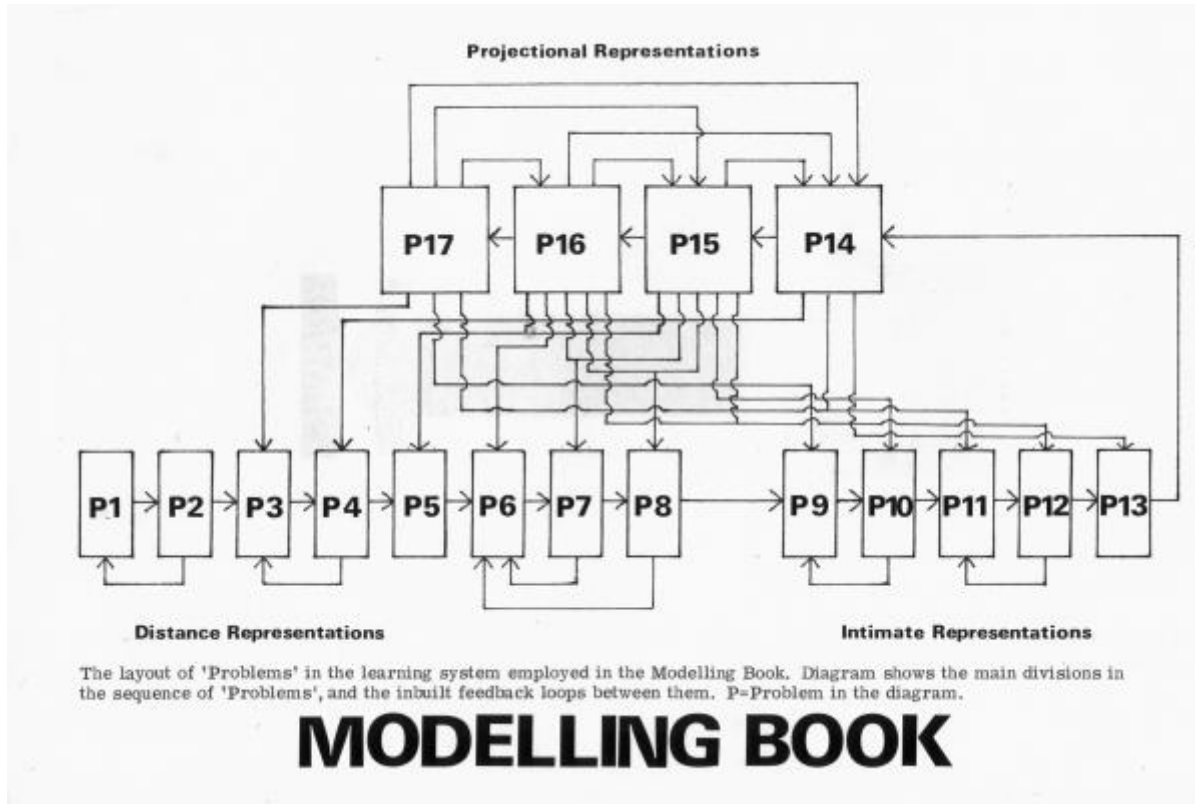 Projectional Representations
P17 P16 P15 P14
P1 P2 P3 P4 P5 P6 P7 P8 P9 P10 P11 P12 P13
Distance Representations Intimate Representations
The layout of 'Problems' in the learning system employed in the Modelling Book. Diagram shows the main divisions in
the sequence of 'Problems', and the inbuilt feedback loops between them. P=Problem in the diagram.
MODELLING BOOK